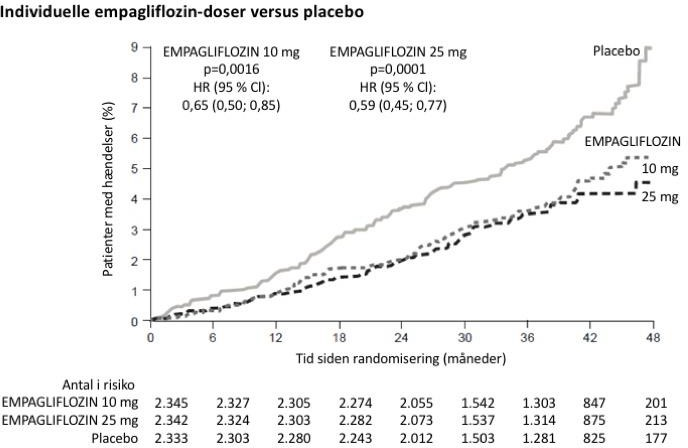 Individuelle empagliflozin-doser versus placebo
EMPAGLIFLOZIN 10 mg
p=0,0016
HR (95 % CI):
0,65 (0,50; 0,85)
EMPAGLIFLOZIN 25 mg
p=0,0001
HR (95 % CI):
0,59 (0,45; 0,77)
Placebo
EMPAGLIFLOZIN
10 mg
25 mg
Patienter med hændelser (%)
9
8
7
6
5
4
3
2
1
0
0 6 12 18 24 30 36 42 48
Tid siden randomisering (måneder)
Antal i risiko
EMPAGLIFLOZIN 10 mg 2.345 2.327 2.305 2.274 2.055 1.542 1.303 847 201
EMPAGLIFLOZIN 25 mg 2.342 2.324 2.303 2.282 2.073 1.537 1.314 875 213
Placebo 2.333 2.303 2.280 2.243 2.012 1.503 1.281 825 177